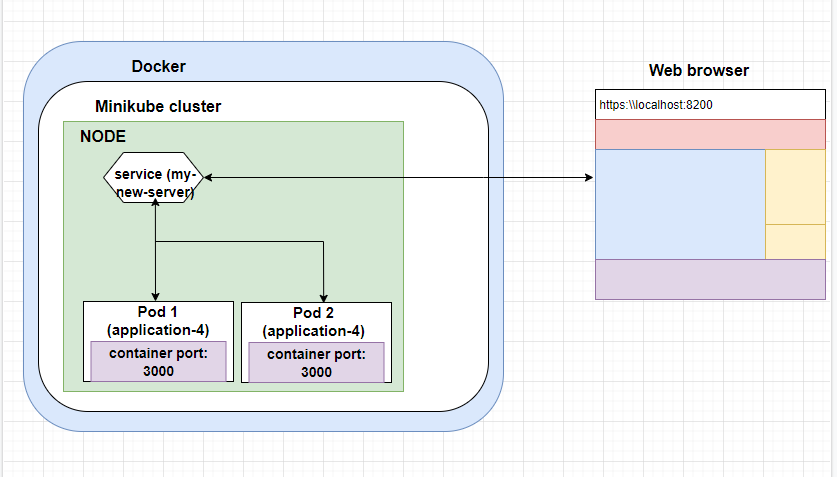 Docker
Web browser
Minikube cluster
https:\\localhost:8200
NODE
service (my-
new-server)
Pod 1
(application-4)
container port:
3000
Pod 2
(application-4)
container port:
3000